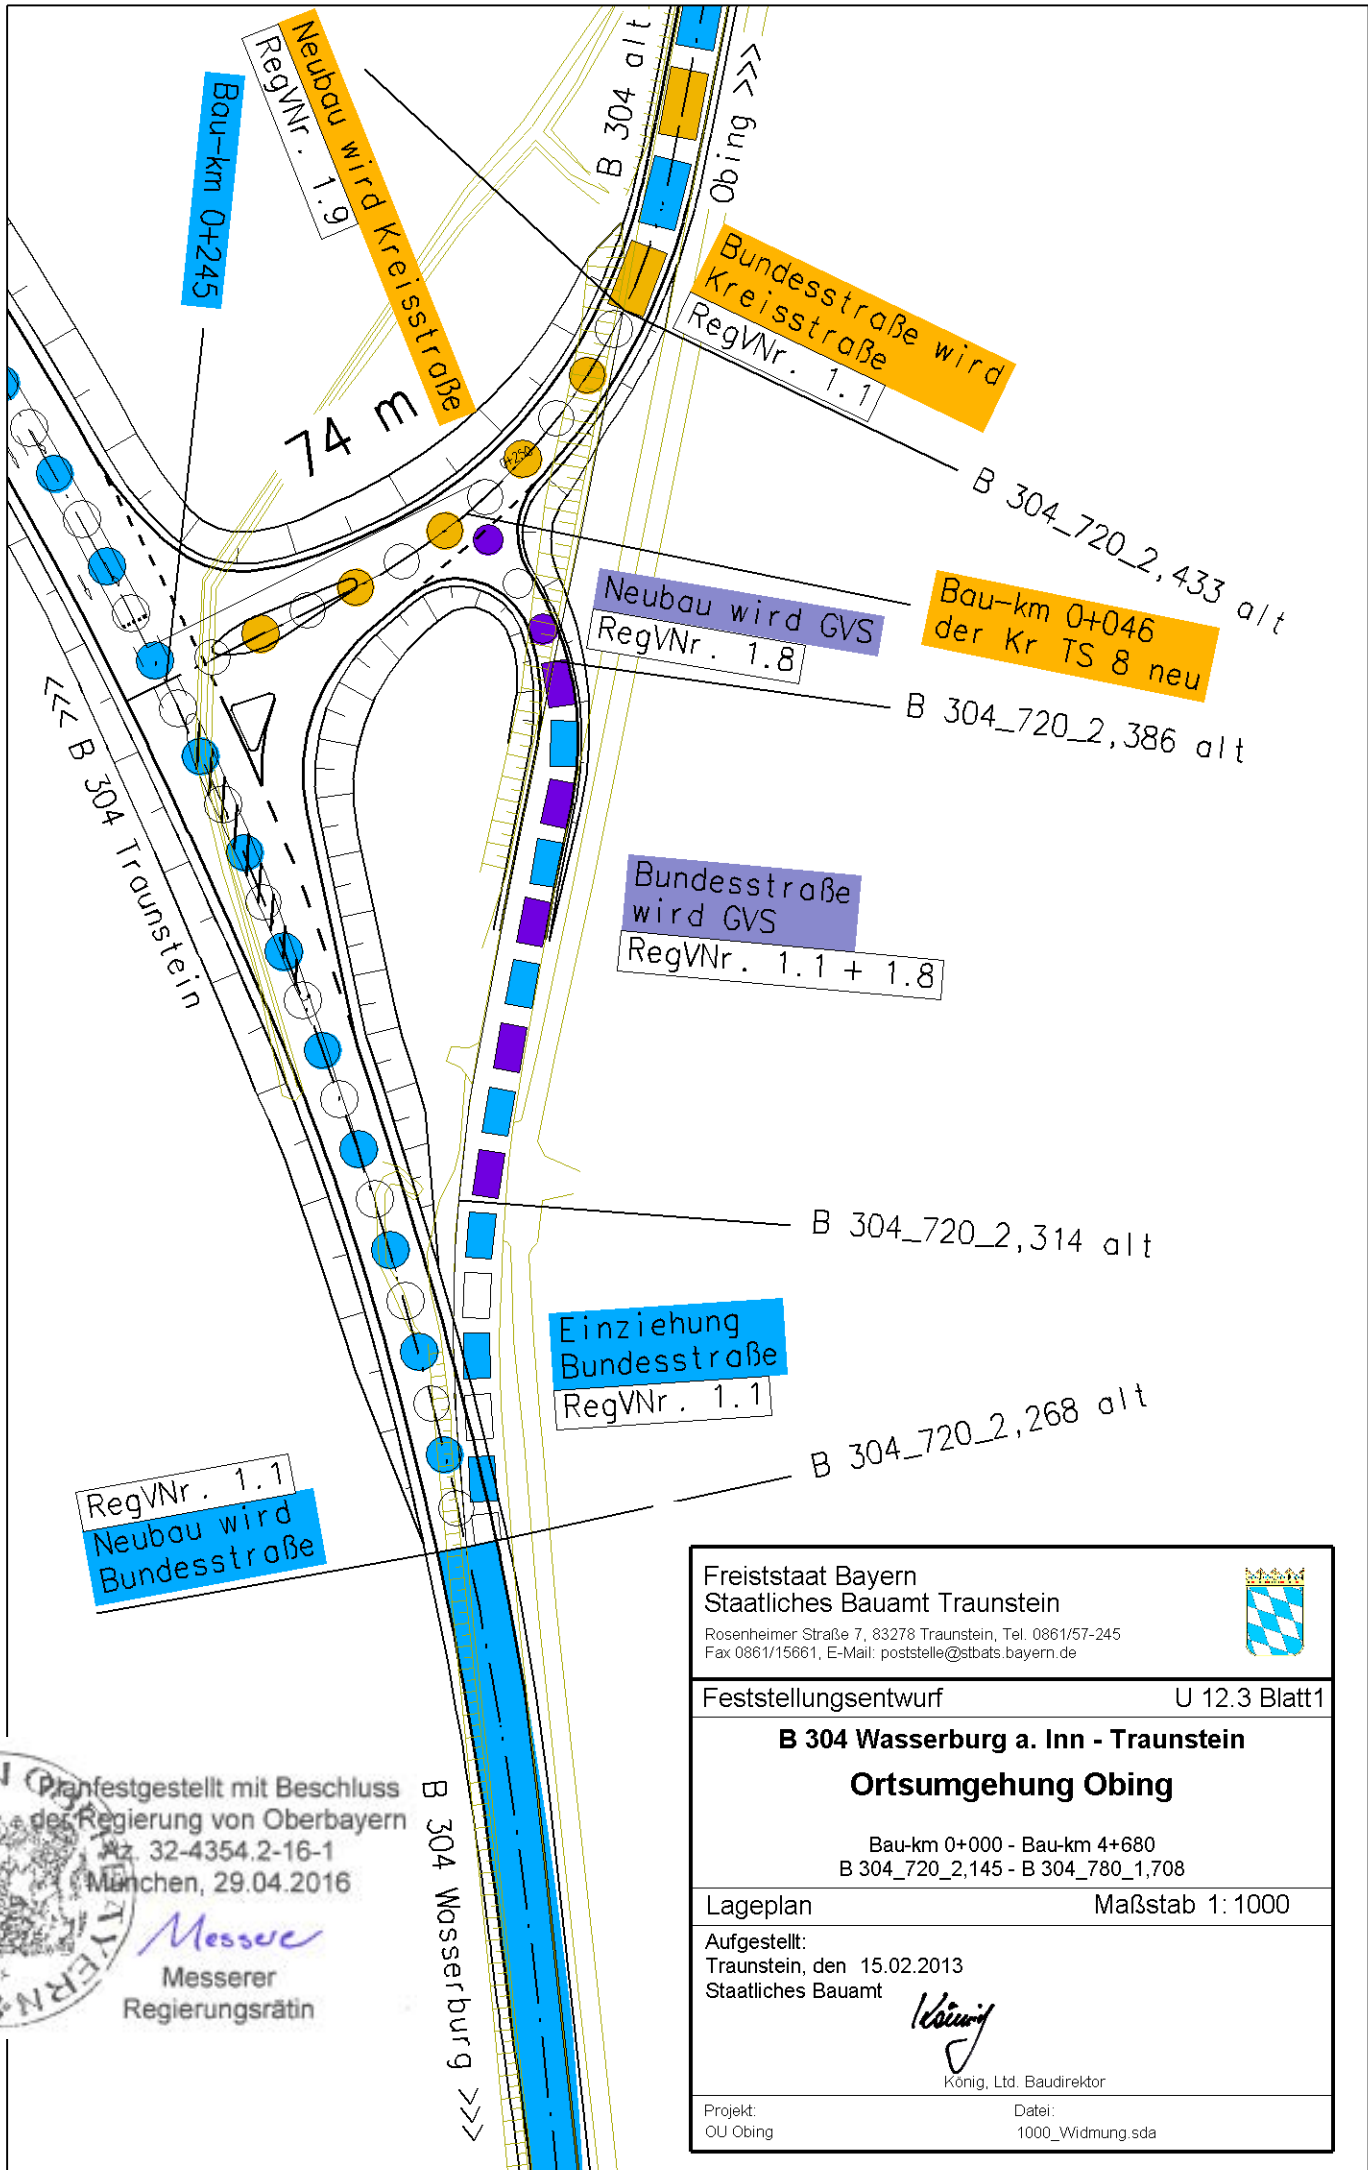 B 304 alt
Obing >>>
Neubau wird Kreisstraße
RegVNr. 1.9
Bau-km 0+245
Bundesstraße wird
Kreisstraße
RegVNr. 1.1
74 m
0+250
B 304_720_2,433 alt
Neubau wird GVS
RegVNr. 1.8
Bau-km 0+046
der Kr TS 8 neu
B 304_720_2,386 alt
<<< B 304 Traunstein
Bundesstraße
wird GVS
RegVNr. 1.1 + 1.8
B 304_720_2,314 alt
Einziehung
Bundesstraße
RegVNr. 1.1
B 304_720_2,268 alt
RegVNr. 1.1
Neubau wird
Bundesstraße
B 304 Wasserburg >>>
Planfestgestellt mit Beschluss
der Regierung von Oberbayern
Az. 32-4354.2-16-1
München, 29.04.2016
Messerer
Regierungsrätin
Freiststaat Bayern
Staatliches Bauamt Traunstein
Rosenheimer Straße 7, 83278 Traunstein, Tel. 0861/57-245
Fax 0861/15661, E-Mail: poststelle@stbats.bayern.de
Feststellungsentwurf U 12.3 Blatt1
B 304 Wasserburg a. Inn - Traunstein
Ortsumgehung Obing
Bau-km 0+000 - Bau-km 4+680
B 304_720_2,145 - B 304_780_1,708
Lageplan Maßstab 1: 1000
Aufgestellt:
Traunstein, den 15.02.2013
Staatliches Bauamt
König
König, Ltd. Baudirektor
Projekt: Datei:
OU Obing 1000_Widmung.sda